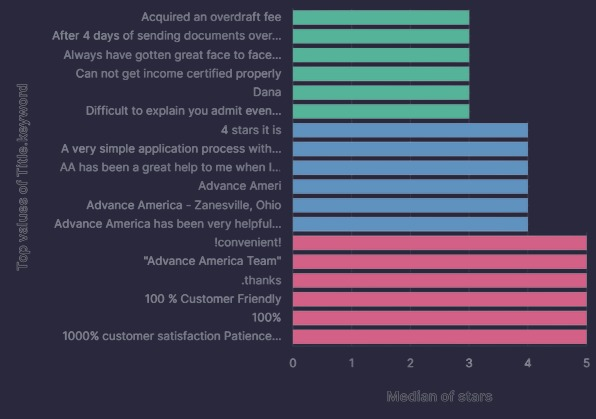 Acquired an overdraft fee
After 4 days of sending documents over...
Always have gotten great face to face...
Can not get income certified properly
Dana
Difficult to explain you admit even...
4 stars it is
A very simple application process with...
AA has been a great help to me when I...
Advance Ameri
Advance America - Zanesville, Ohio
Advance America has been very helpful...
!convenient!
"Advance America Team"
.thanks
100 % Customer Friendly
100%
1000% customer satisfaction Patience...
Top values of Title.keyword
0 1 2 3 4 5
Median of stars